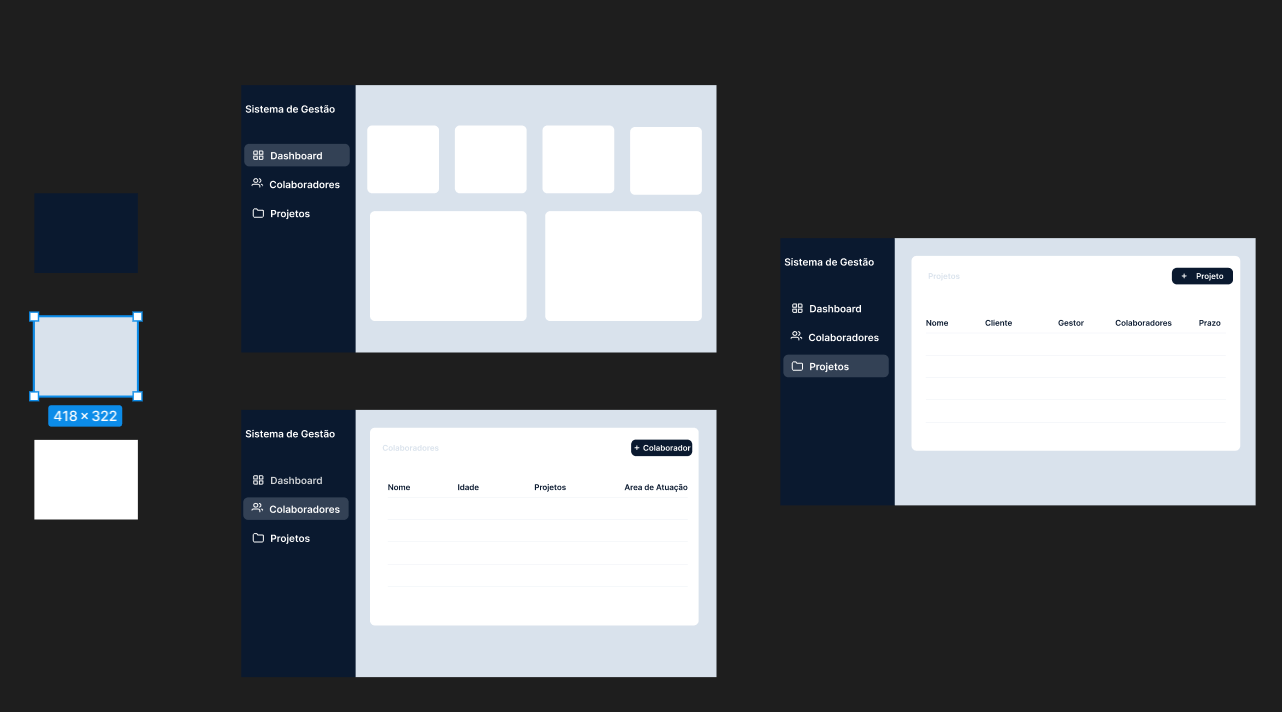 Sistema de Gestão
Dashboard
Colaboradores
Projetos
418 × 322
Sistema de Gestão
Dashboard
Colaboradores
Projetos
Colaboradores
+ Colaborador
Nome Idade Projetos Area de Atuação
Sistema de Gestão
Dashboard
Colaboradores
Projetos
Projetos
+ Projeto
Nome Cliente Gestor Colaboradores Prazo